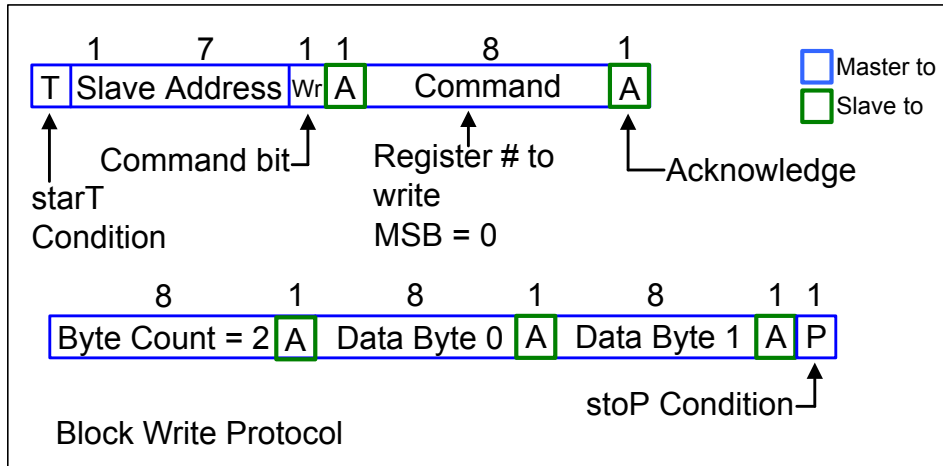 1 7 1 1 8 1
T Slave Address Wr A Command A
Master to
Slave to
Command bit
Register # to
write
MSB = 0
Acknowledge
starT
Condition
8 1 8 1 8 1 1
Byte Count = 2 A Data Byte 0 A Data Byte 1 A P
stoP Condition
Block Write Protocol